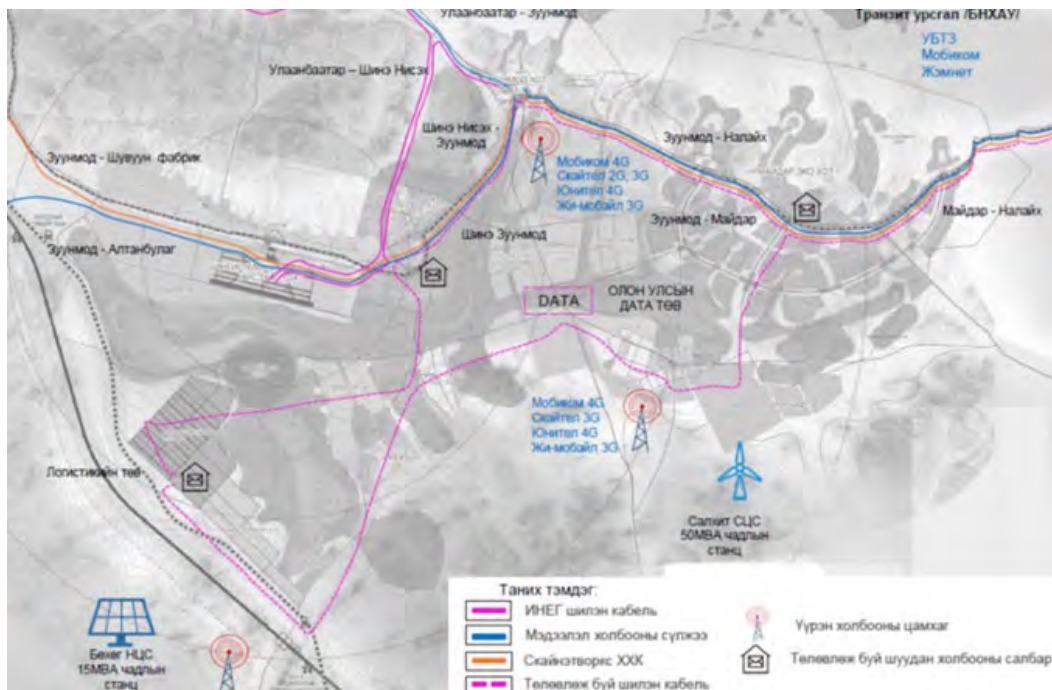 Улаанбаатар - Зуунмод
Транзит урсгал /БНХАУ/
УБТЗ
Мобиком
Жэмнет
Улаанбаатар – Шинэ Нисэх
Шинэ Нисэх -
Зуунмод
Зуунмод - Налайх
Зуунмод - Шувуун фабрик
Мобиком 4G
Скайтел 2G, 3G
Юнител 4G
Жи-мобайл 3G
Зуунмод - Майдар
Майдар - Налайх
Зуунмод - Алтанбулаг
Шинэ Зуунмод
DATA
ОЛОН УЛСЫН
ДАТА ТӨВ
Мобиком 4G
Скайтел 3G
Юнител 4G
Жи-мобайл 3G
Логистикийн төв
Салхит СЦС
50МВА чадлын
станц
Бөхөг НЦС
15МВА чадлын
станц
Таних тэмдэг:
ИНЕГ шилэн кабель
Мэдээлэл холбооны сүлжээ
Скайнэтворкс ХХК
Төлөвлөж буй шилэн кабель
Үүрэн холбооны цамхаг
Төлөвлөж буй шуудан холбооны салбар